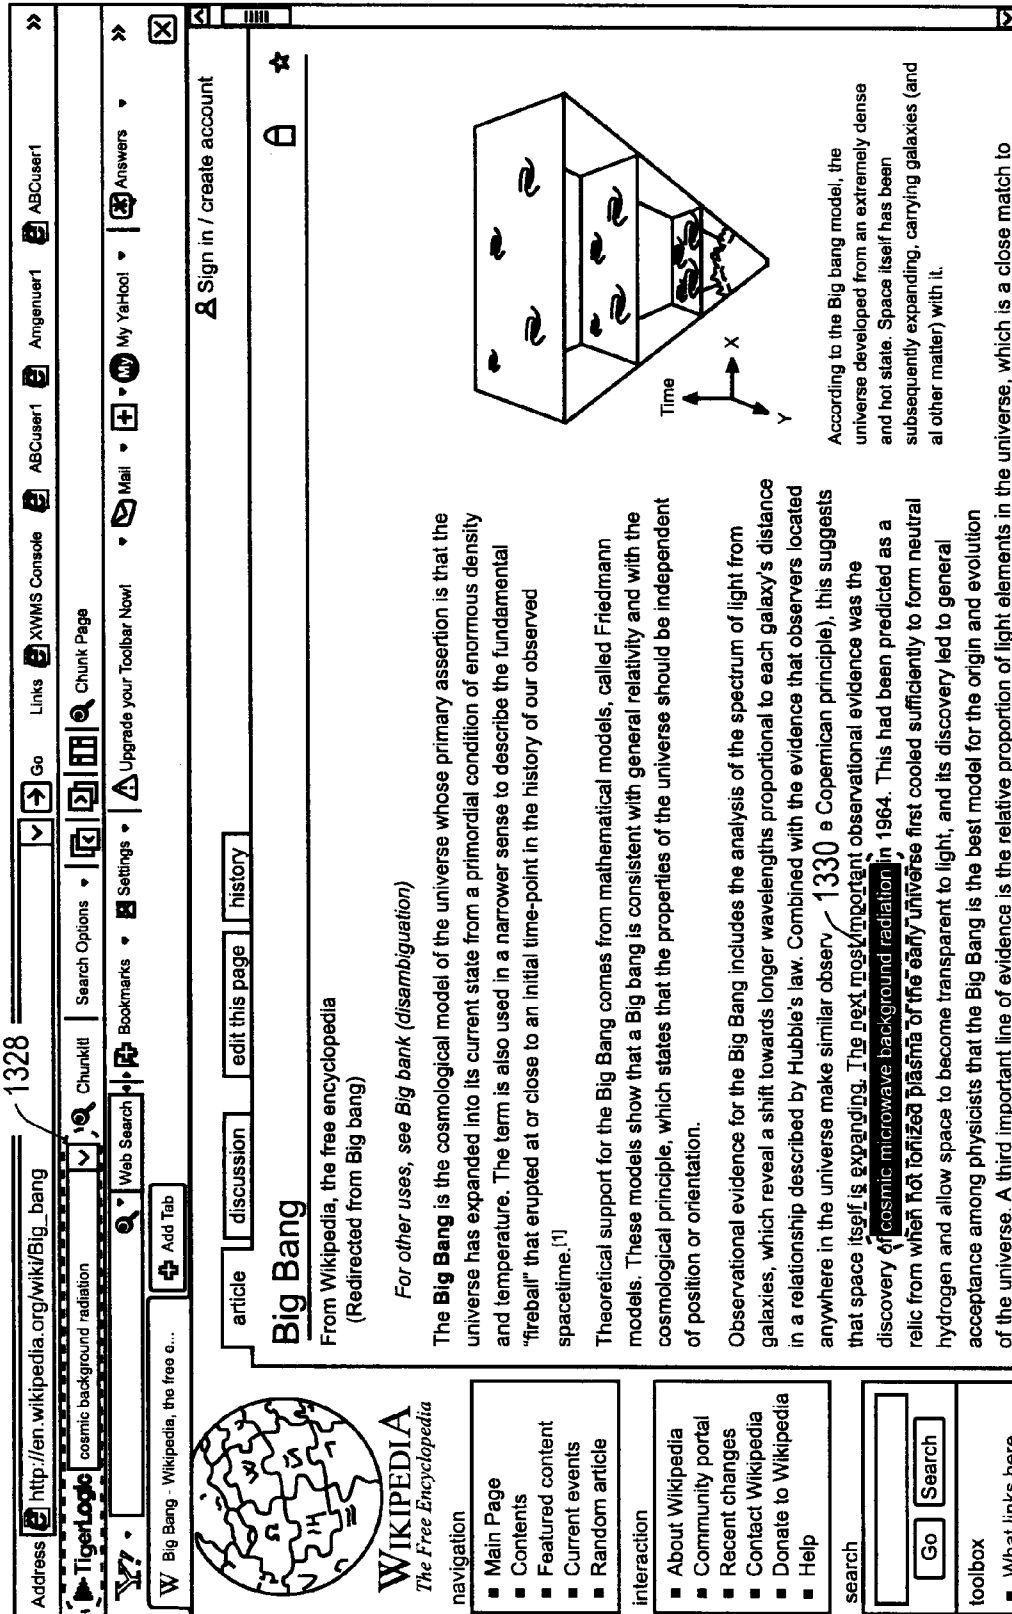 Address http://en.wikipedia.org/wiki/Big_bang Go Links XWMS Console ABCuser1 Amgenuer1 ABCuser1 »
1328
TigerLogic cosmic background radiation Chunkit! Search Options Chunk Page
Y! Web Search Bookmarks Settings Upgrade your Toolbar Now! Mail My YaHoo! Answers »
W Big Bang - Wikipedia, the free e... Add Tab
Sign in / create account
WIKIPEDIA
The Free Encyclopedia
navigation
Main Page
Contents
Featured content
Current events
Random article
interaction
About Wikipedia
Community portal
Recent changes
Contact Wikipedia
Donate to Wikipedia
Help
search
Go Search
toolbox
What links here
article discussion edit this page history
Big Bang
From Wikipedia, the free encyclopedia
(Redirected from Big bang)
For other uses, see Big bank (disambiguation)
The Big Bang is the cosmological model of the universe whose primary assertion is that the
universe has expanded into its current state from a primordial condition of enormous density
and temperature. The term is also used in a narrower sense to describe the fundamental
"fireball" that erupted at or close to an initial time-point in the history of our observed
spacetime.[1]
Theoretical support for the Big Bang comes from mathematical models, called Friedmann
models. These models show that a Big bang is consistent with general relativity and with the
cosmological principle, which states that the properties of the universe should be independent
of position or orientation.
Observational evidence for the Big Bang includes the analysis of the spectrum of light from
galaxies, which reveal a shift towards longer wavelengths proportional to each galaxy's distance
in a relationship described by Hubble's law. Combined with the evidence that observers located
anywhere in the universe make similar observ 1330 e Copernican principle), this suggests
that space itself is expanding. The next most important observational evidence was the
discovery of cosmic microwave background radiation in 1964. This had been predicted as a
relic from when hot ionized plasma of the early universe first cooled sufficiently to form neutral
hydrogen and allow space to become transparent to light, and its discovery led to general
acceptance among physicists that the Big Bang is the best model for the origin and evolution
of the universe. A third important line of evidence is the relative proportion of light elements in the universe, which is a close match to
Time
X
Y
According to the Big bang model, the
universe developed from an extremely dense
and hot state. Space itself has been
subsequently expanding, carrying galaxies (and
al other matter) with it.